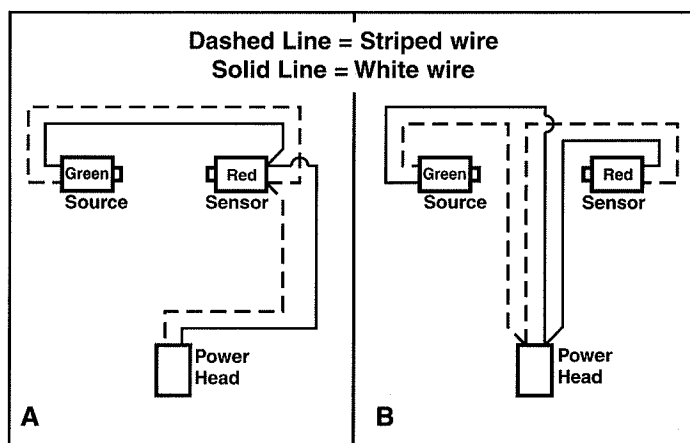 Dashed Line = Striped wire
Solid Line = White wire
Green
Source
Red
Sensor
Power
Head
A
Green
Source
Red
Sensor
Power
Head
B